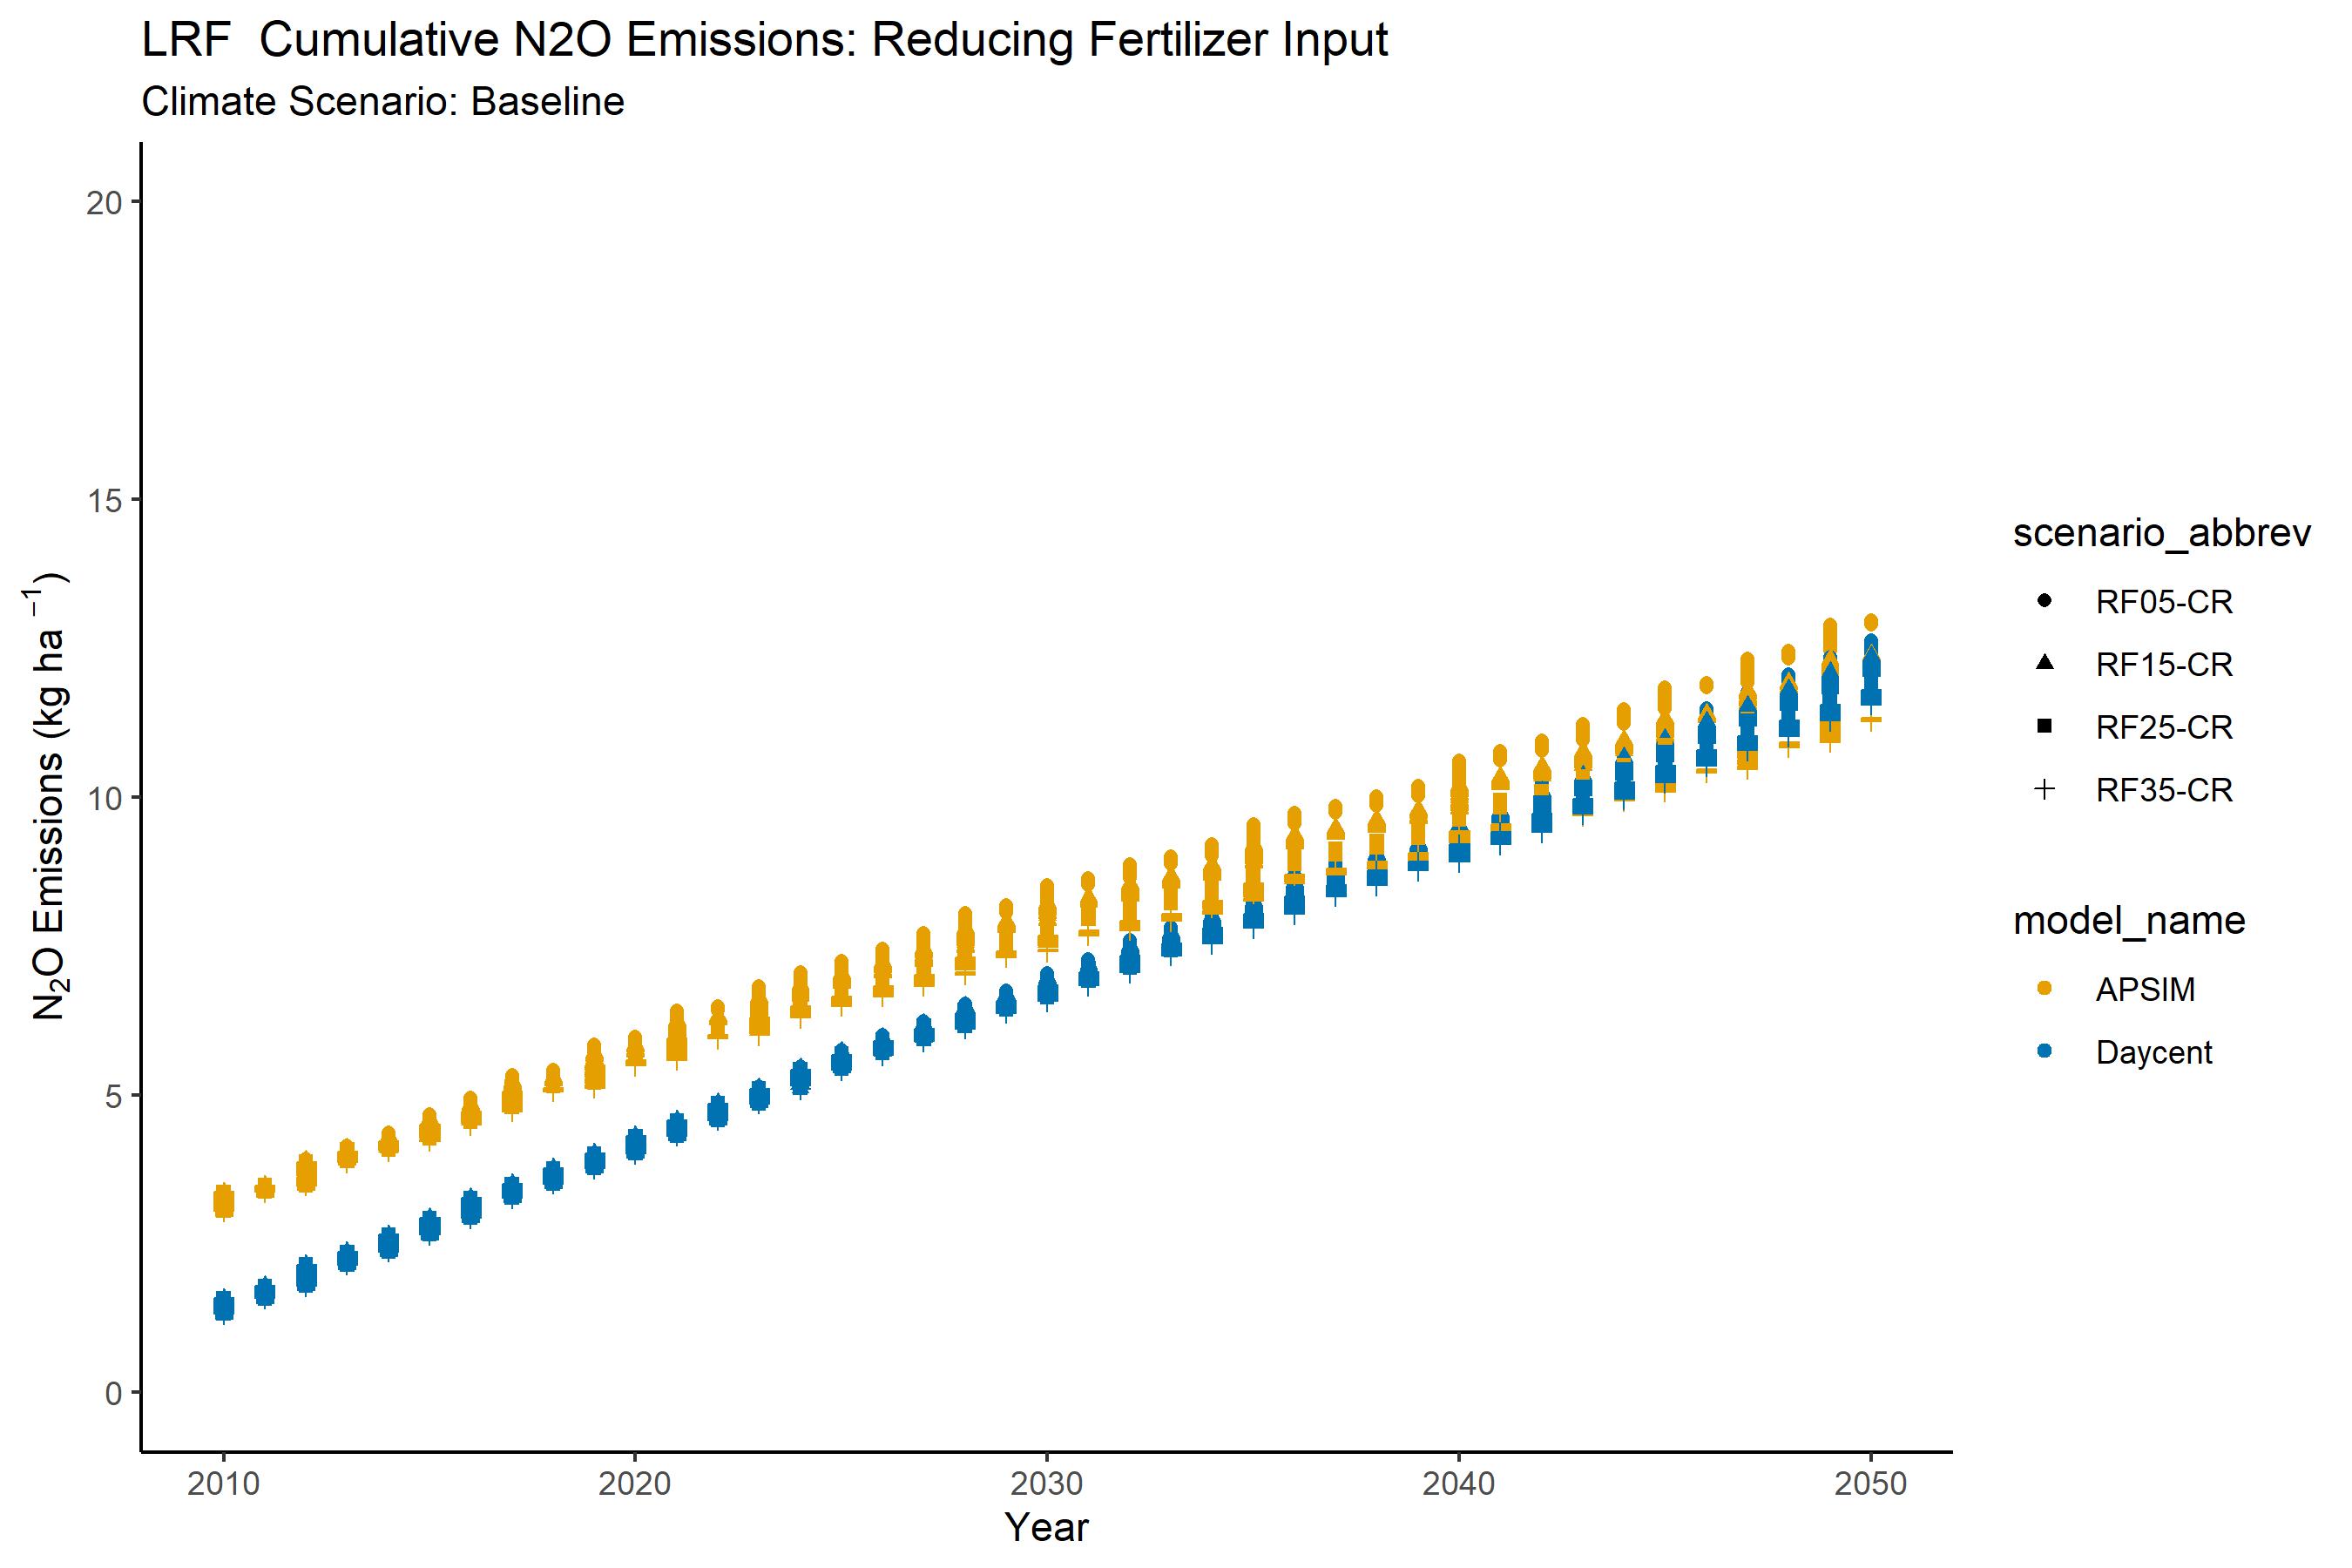 LRF  Cumulative N2O Emissions: Reducing Fertilizer Input
Climate Scenario: Baseline
20
15
10
5
0
N₂O Emissions (kg ha ⁻¹)
2010 2020 2030 2040 2050
Year
scenario_abbrev
RF05-CR
RF15-CR
RF25-CR
RF35-CR
model_name
APSIM
Daycent